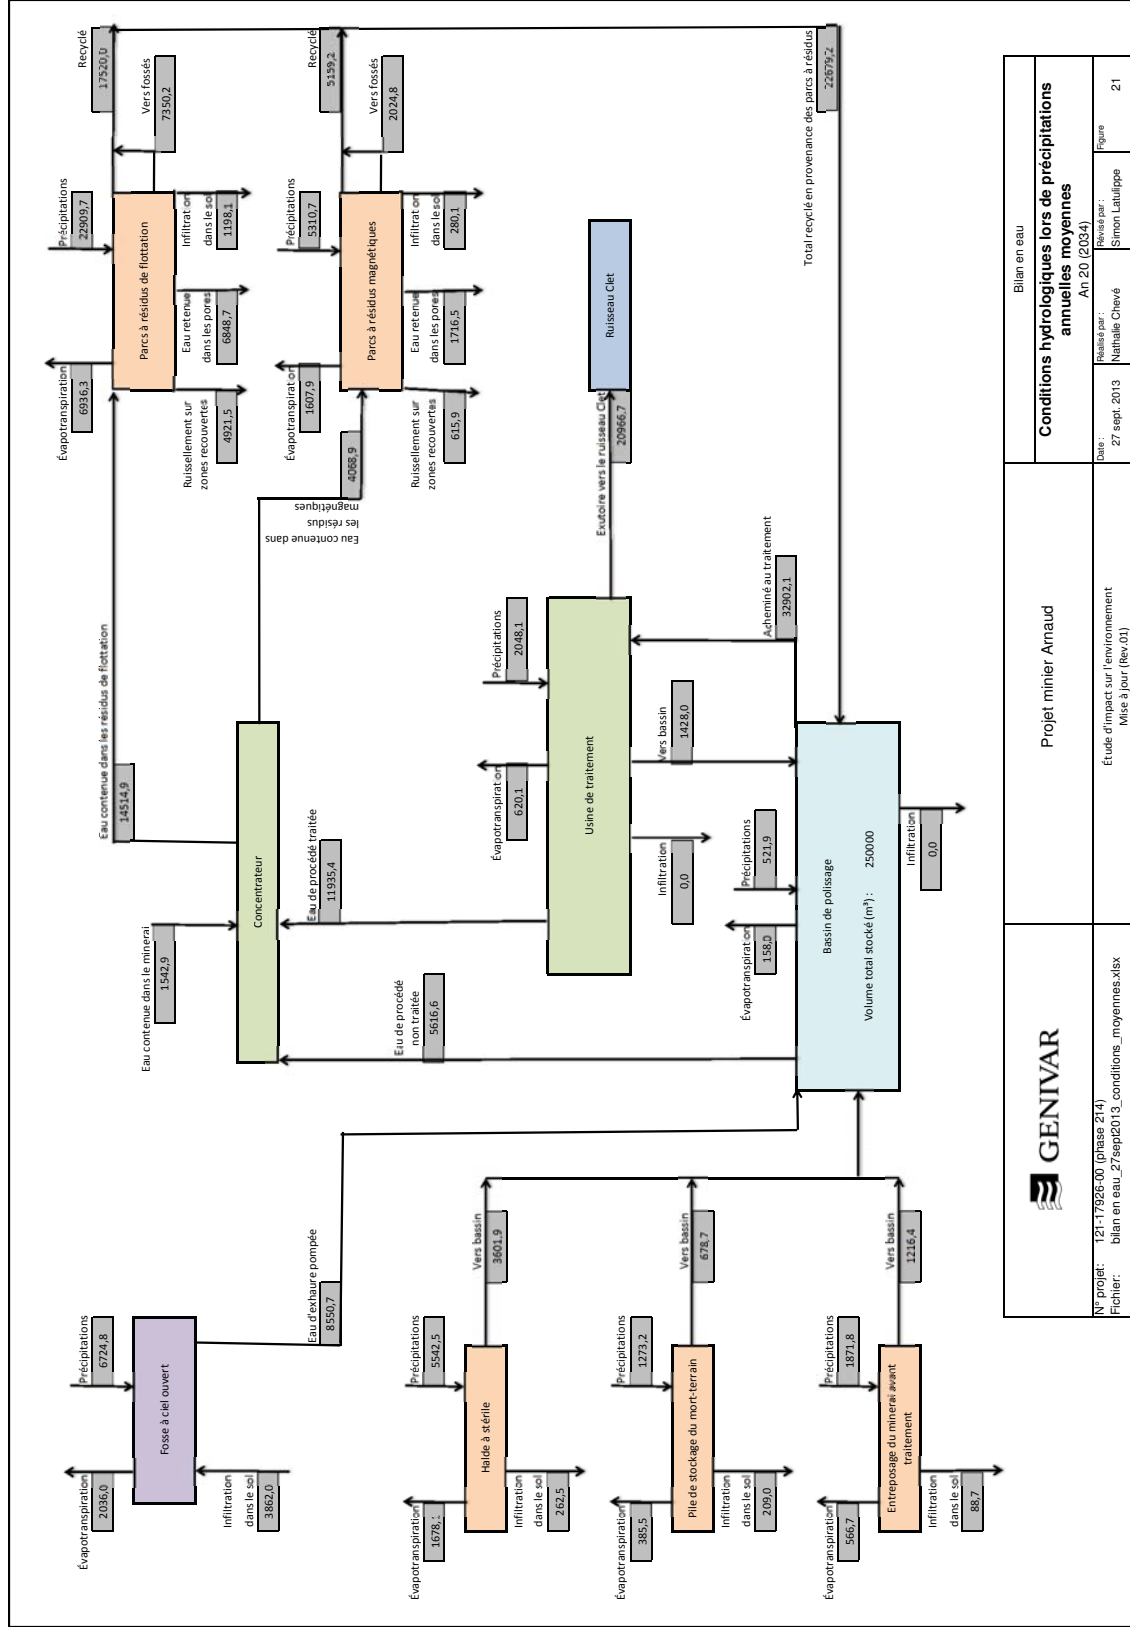 Évapotranspiration
2036,0
Précipitations
6724,8
Fosse à ciel ouvert
Infiltration
dans le sol
3862,0
Eau d'exhaure pompée
8550,7
Évapotranspiration
Précipitations
5542,5
Halde à stérile
Infiltration
dans le sol
262,5
Vers bassin
3601,9
Évapotranspiration
385,5
Précipitations
1273,2
Pile de stockage du mort-terrain
Infiltration
dans le sol
209,0
Vers bassin
678,7
Évapotranspiration
566,7
Précipitations
1871,8
Entreposage du minerai avant
traitement
Infiltration
dans le sol
88,7
Vers bassin
1216,4
Eau contenue dans le minerai
1542,9
Concentrateur
Eau de procédé
non traitée
5616,6
Eau de procédé traitée
11935,4
Eau contenue dans les résidus de flottation
14514,9
Eau contenue dans
les résidus
magnétiques
4068,9
Évapotranspiration
620,1
Précipitations
2048,1
Usine de traitement
Infiltration
0,0
Vers bassin
1428,0
Acheminé au traitement
32902,1
Évapotranspiration
158,0
Précipitations
521,9
Bassin de polissage
Volume total stocké (m³) : 250000
Infiltration
0,0
Exutoire vers le ruisseau Clet
20966,7
Ruisseau Clet
Évapotranspiration
6936,3
Précipitations
22909,7
Parcs à résidus de flottation
Ruissellement sur
zones recouvertes
4921,5
Eau retenue
dans les pores
6848,7
Infiltration
dans le sol
1198,1
Vers fossés
7350,2
Recyclé
17520,0
Évapotranspiration
1607,9
Précipitations
5310,7
Parcs à résidus magnétiques
Ruissellement sur
zones recouvertes
615,9
Eau retenue
dans les pores
1716,5
Infiltration
dans le sol
280,1
Vers fossés
2024,8
Recyclé
5159,2
Total recyclé en provenance des parcs à résidus
22679,2
GENIVAR
N° projet: 121-17926-00 (phase 214)
Fichier: bilan en eau_27sept2013_conditions_moyennes.xlsx
Projet minier Arnaud
Étude d'impact sur l'environnement
Mise à jour (Rev.01)
Bilan en eau
Conditions hydrologiques lors de précipitations
annuelles moyennes
An 20 (2034)
Date :
27 sept. 2013
Réalisé par :
Nathalie Chevé
Révisé par :
Simon Latulippe
Figure
21